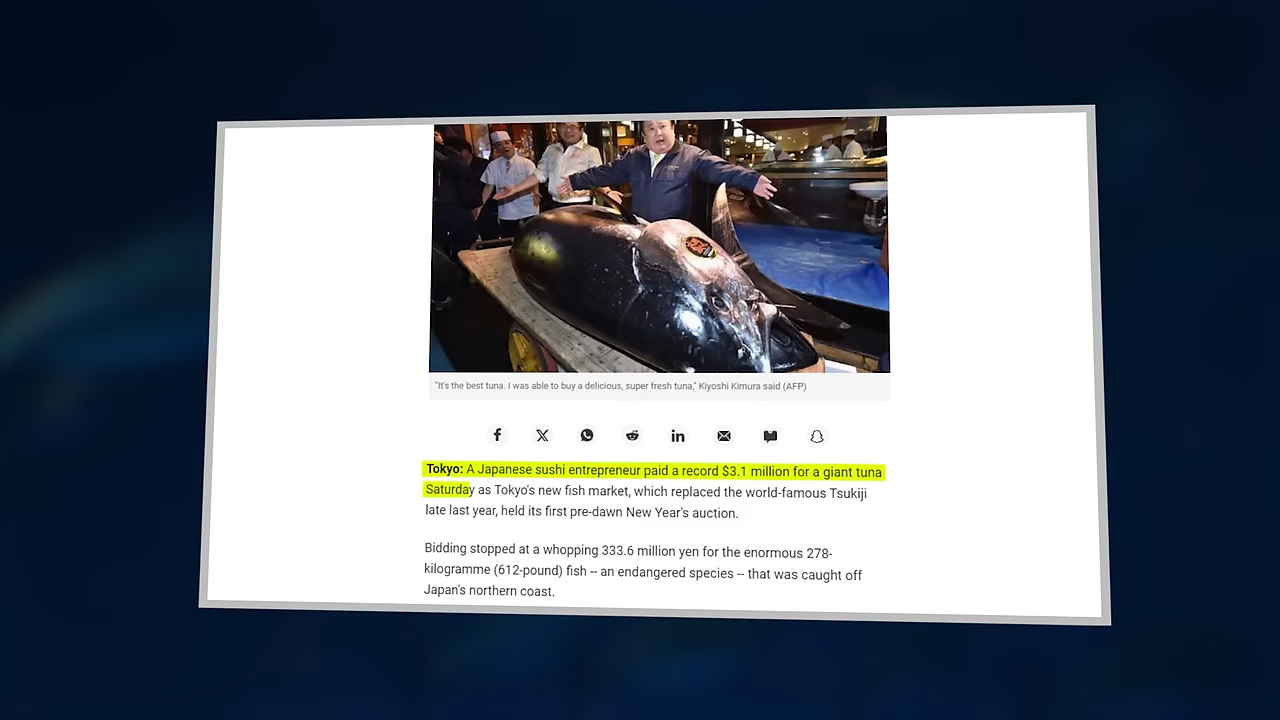 "It's the best tuna. I was able to buy a delicious, super fresh tuna," Kiyoshi Kimura said (AFP)
Tokyo: A Japanese sushi entrepreneur paid a record $3.1 million for a giant tuna
Saturday as Tokyo's new fish market, which replaced the world-famous Tsukiji
late last year, held its first pre-dawn New Year's auction.
Bidding stopped at a whopping 333.6 million yen for the enormous 278-
kilogramme (612-pound) fish -- an endangered species -- that was caught off
Japan's northern coast.